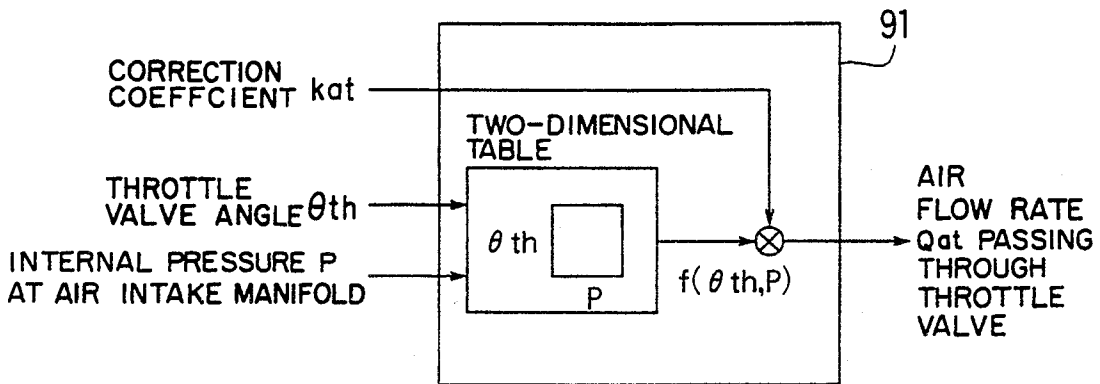 91
CORRECTION
COEFFCIENT kat
TWO-DIMENSIONAL
TABLE
THROTTLE
VALVE ANGLE θth
INTERNAL PRESSURE P
AT AIR INTAKE MANIFOLD
θ th
P
f( θ th,P)
AIR
FLOW RATE
Qat PASSING
THROUGH
THROTTLE
VALVE